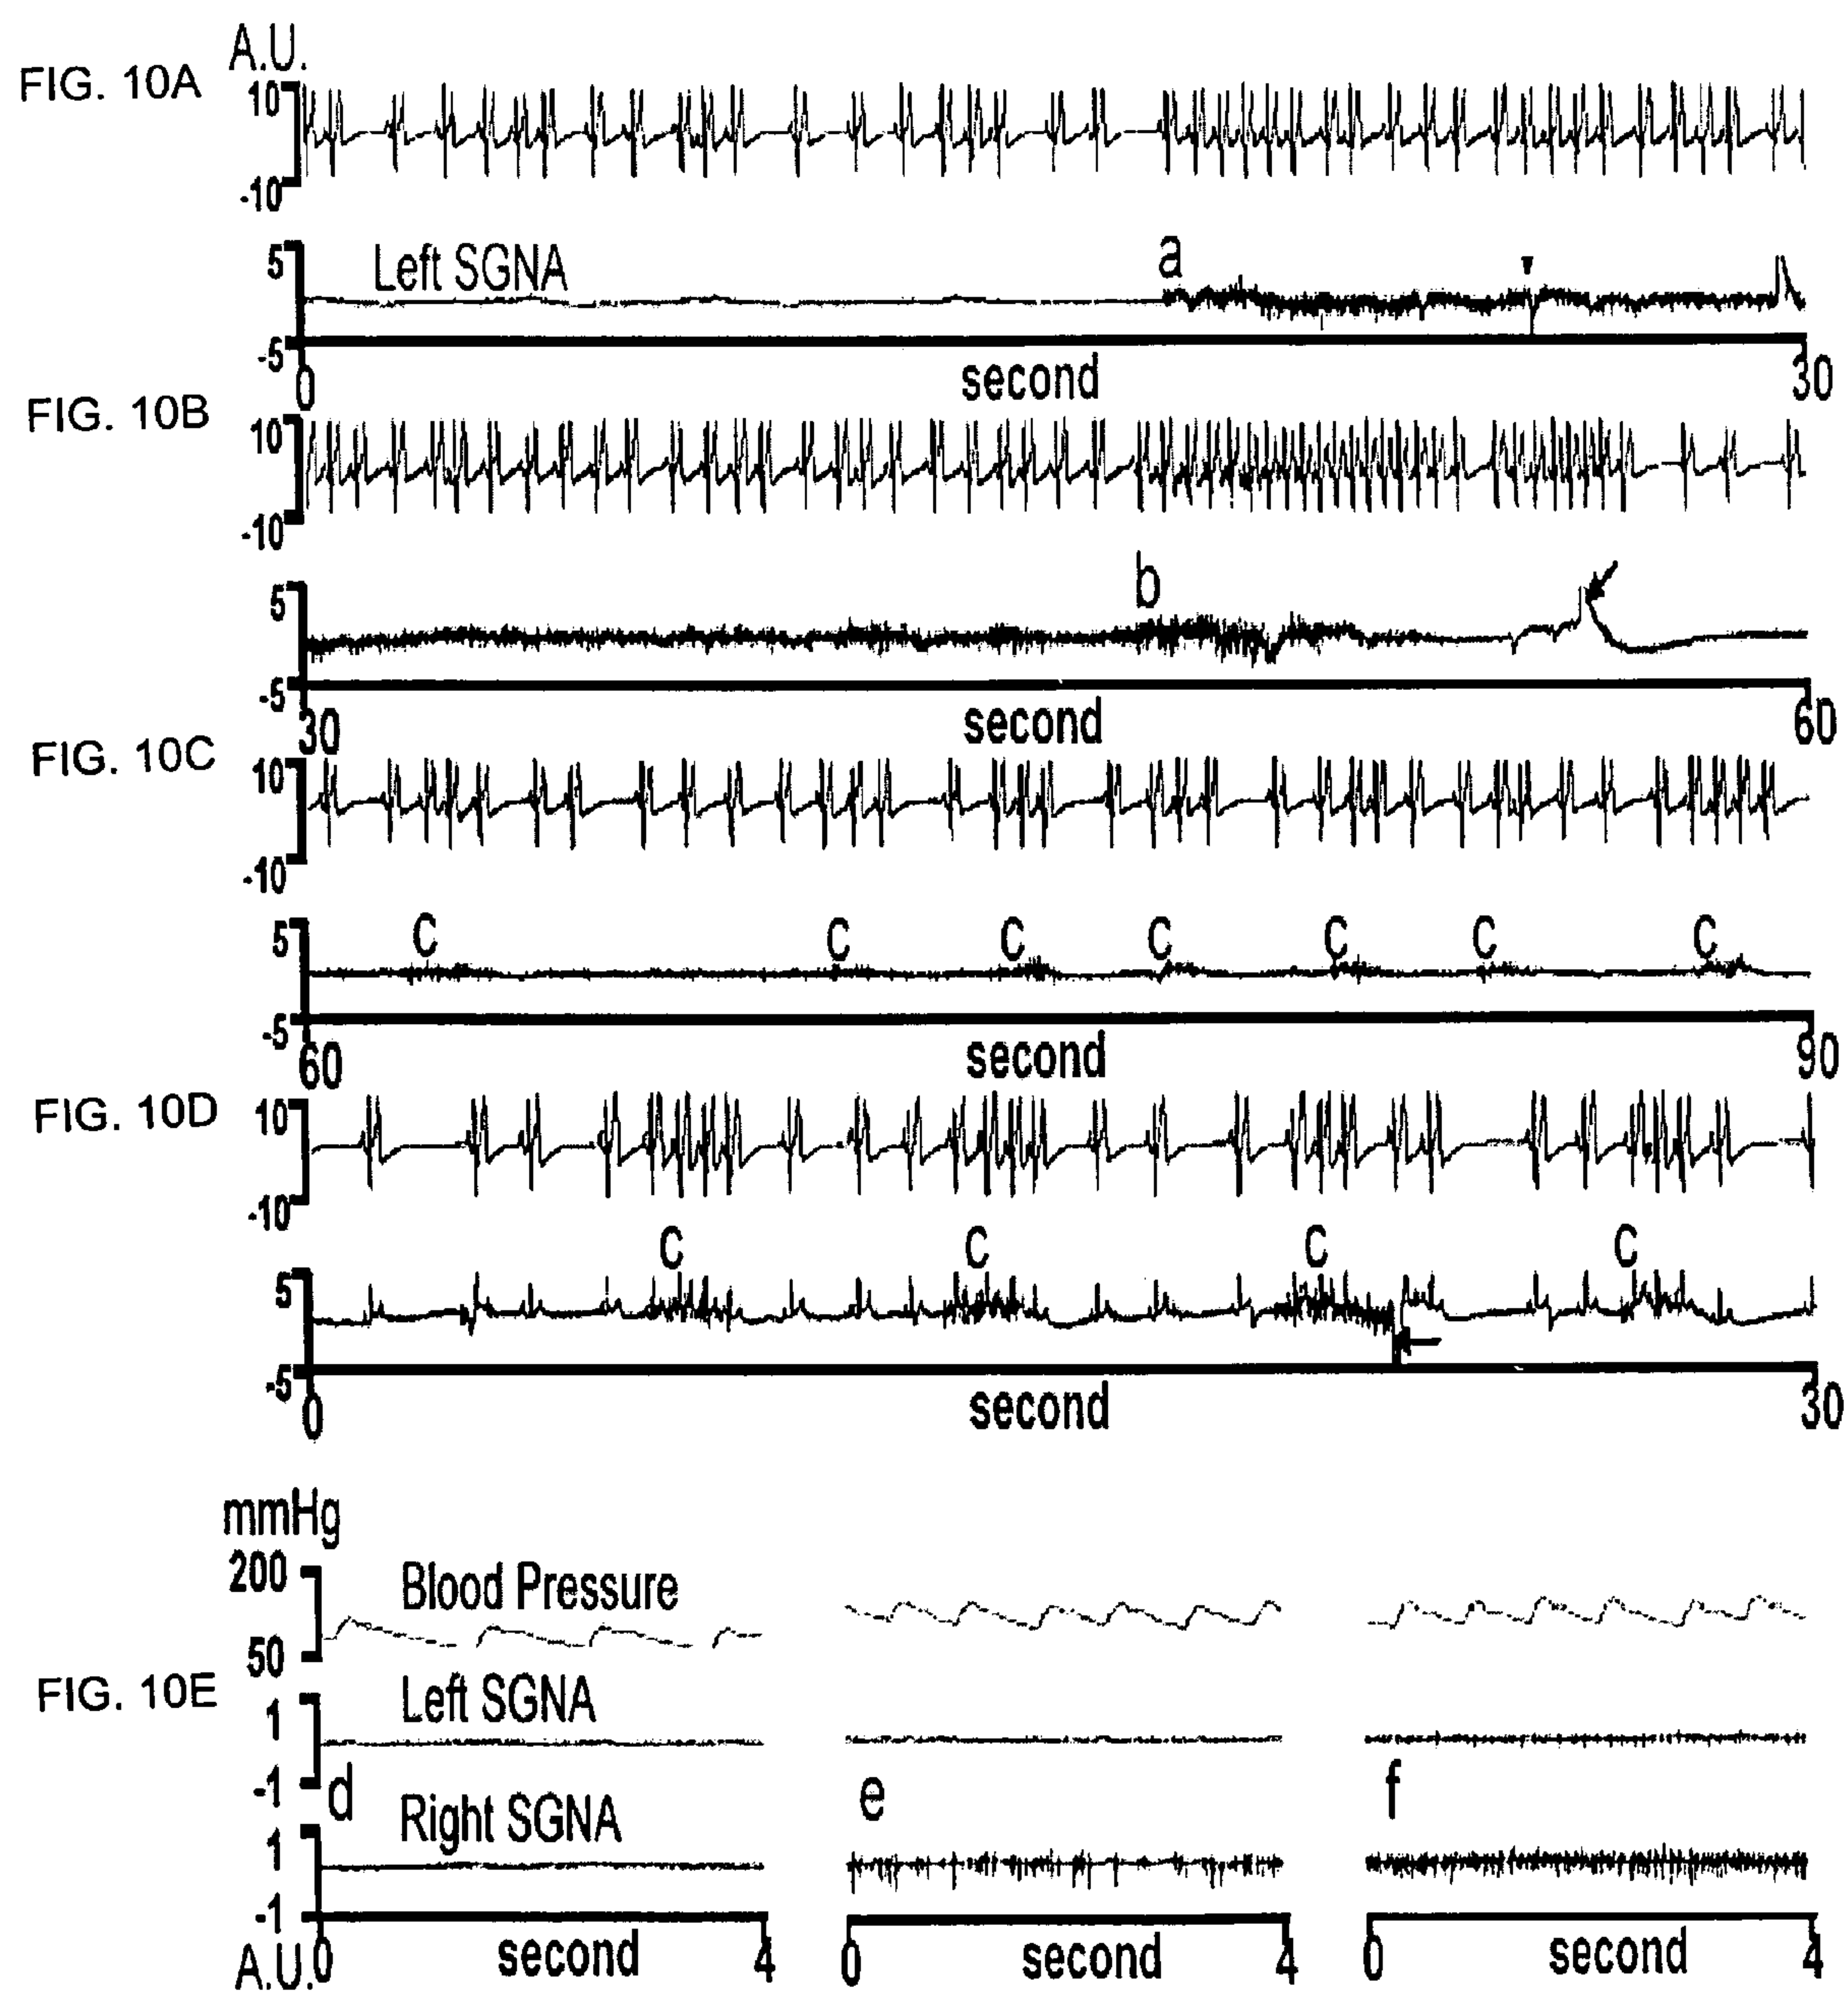 A.U.
FIG. 10A
10
-10
5
Left SGNA
a
-5
0
second
30
FIG. 10B
10
-10
5
b
-5
30
second
60
FIG. 10C
10
-10
5
C C C C C C C
-5
60
second
90
FIG. 10D
10
-10
C C C C
5
-5
0
second
30
mmHg
200
Blood Pressure
50
FIG. 10E
Left SGNA
1
-1
d
e
f
Right SGNA
1
-1
A.U.
0 second 4
0 second 4
0 second 4